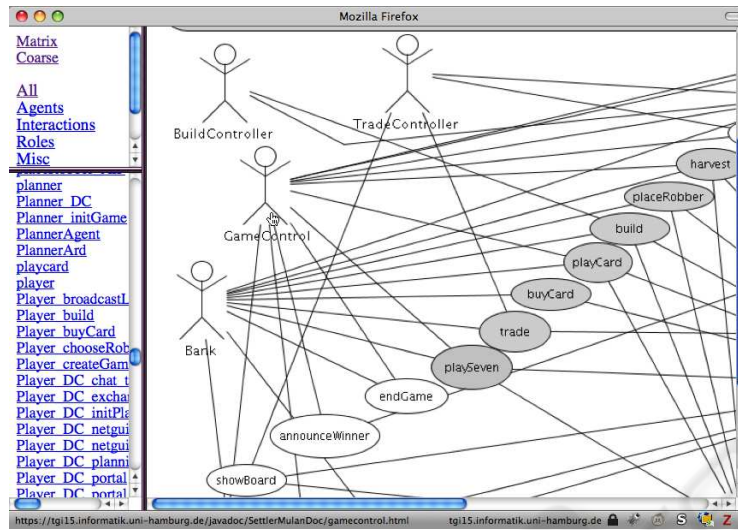 Mozilla Firefox
Matrix
Coarse
All
Agents
Interactions
Roles
Misc
planner
Planner_DC
Planner_initGame
PlannerAgent
PlannerArd
playcard
player
Player_broadcastL
Player_build
Player_buyCard
Player_chooseRob
Player_createGam
Player_DC_chat_t
Player_DC_exchar
Player_DC_initPla
Player_DC_netgui
Player_DC_netgui
Player_DC_planni
Player_DC_portal
Player_DC_portal
BuildController
TradeController
GameControl
Bank
harvest
placeRobber
build
playCard
buyCard
trade
playSeven
endGame
announceWinner
showBoard
https://tgi15.informatik.uni-hamburg.de/javadoc/SettlerMulanDoc/gamecontrol.html
tgi15.informatik.uni-hamburg.de